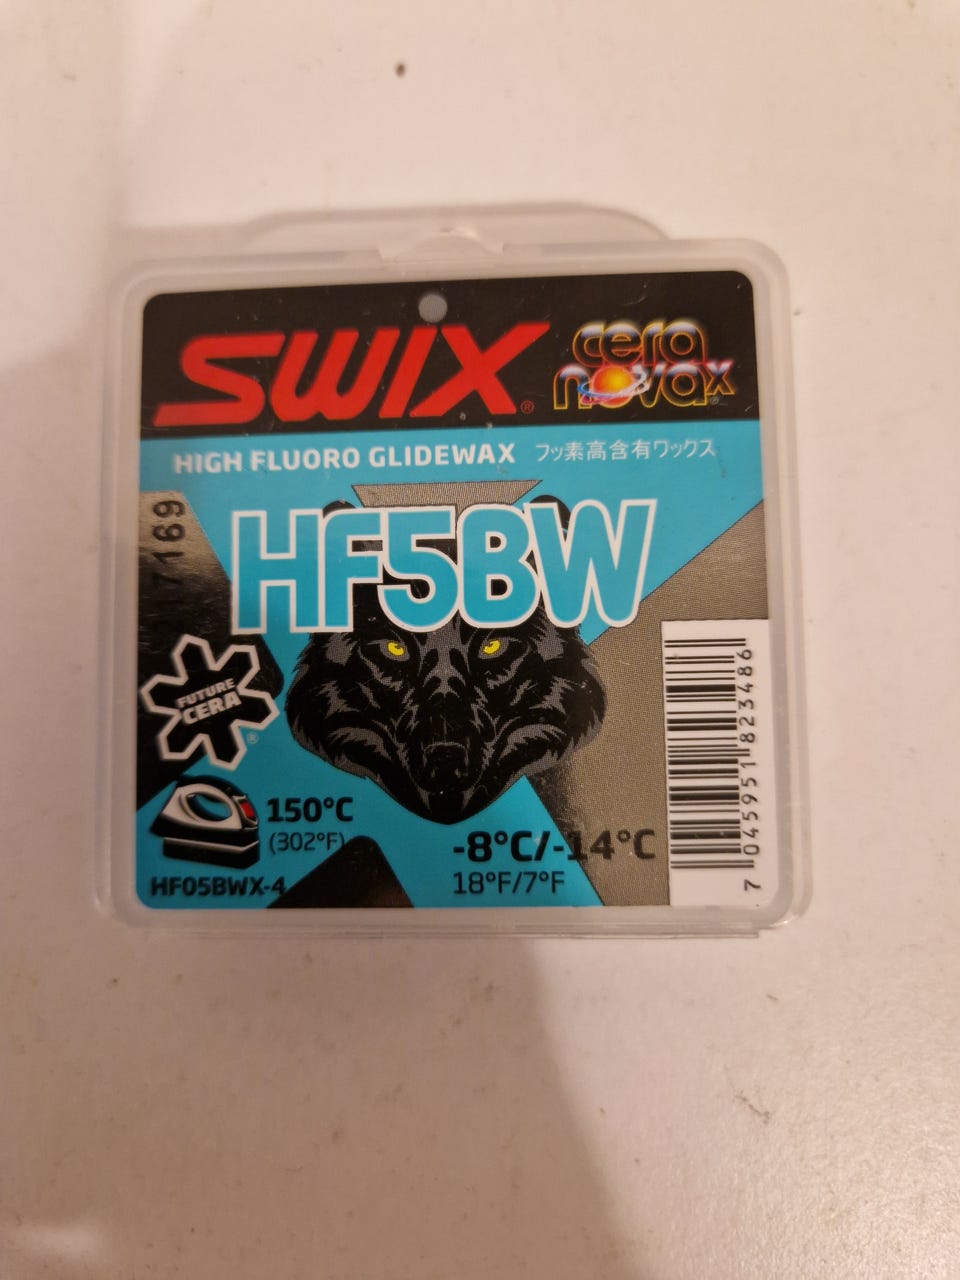 SWIX®
cera
novax®
HIGH FLUORO GLIDEWAX フッ素高含有ワックス
HF5BW
FUTURE
CERA®
150°C
(302°F)
-8°C/-14°C
18°F/7°F
HF05BWX-4
7 045951 823486